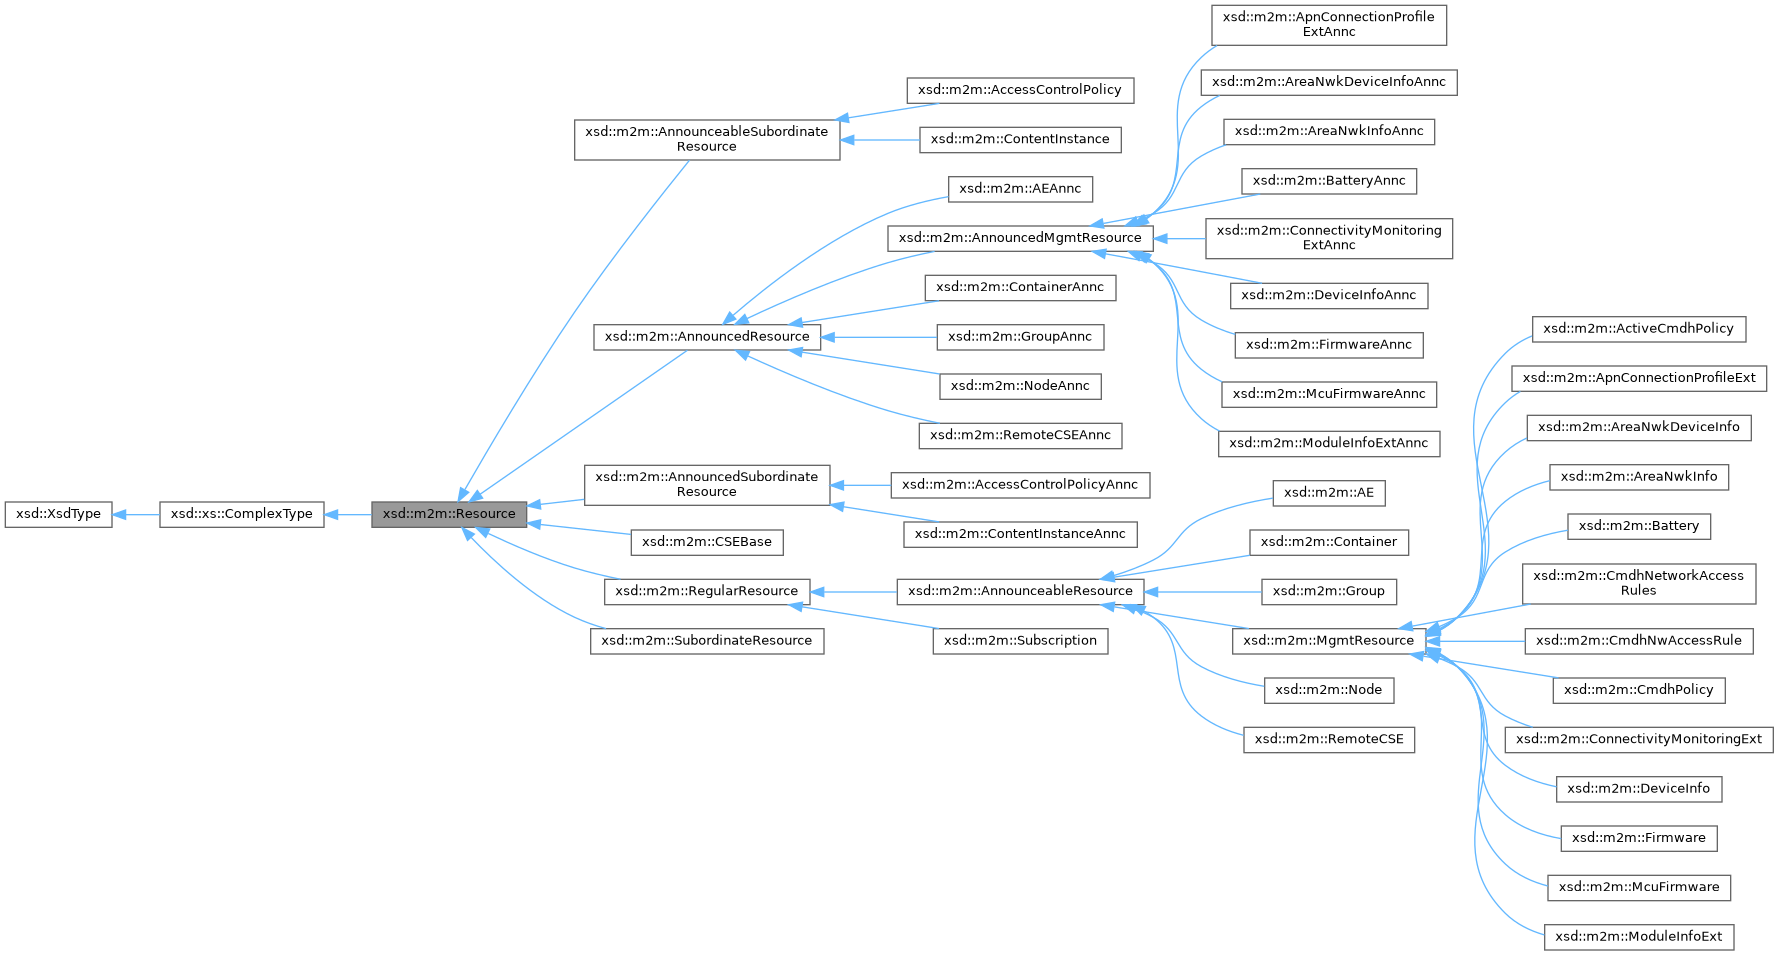 xsd::XsdType
xsd::xs::ComplexType
xsd::m2m::Resource
xsd::m2m::AnnounceableSubordinate
Resource
xsd::m2m::AnnouncedResource
xsd::m2m::AnnouncedSubordinate
Resource
xsd::m2m::CSEBase
xsd::m2m::RegularResource
xsd::m2m::SubordinateResource
xsd::m2m::AccessControlPolicy
xsd::m2m::ContentInstance
xsd::m2m::AEAnnc
xsd::m2m::AnnouncedMgmtResource
xsd::m2m::ContainerAnnc
xsd::m2m::GroupAnnc
xsd::m2m::NodeAnnc
xsd::m2m::RemoteCSEAnnc
xsd::m2m::AccessControlPolicyAnnc
xsd::m2m::ContentInstanceAnnc
xsd::m2m::AnnounceableResource
xsd::m2m::Subscription
xsd::m2m::ApnConnectionProfile
ExtAnnc
xsd::m2m::AreaNwkDeviceInfoAnnc
xsd::m2m::AreaNwkInfoAnnc
xsd::m2m::BatteryAnnc
xsd::m2m::ConnectivityMonitoring
ExtAnnc
xsd::m2m::DeviceInfoAnnc
xsd::m2m::FirmwareAnnc
xsd::m2m::McuFirmwareAnnc
xsd::m2m::ModuleInfoExtAnnc
xsd::m2m::AE
xsd::m2m::Container
xsd::m2m::Group
xsd::m2m::MgmtResource
xsd::m2m::Node
xsd::m2m::RemoteCSE
xsd::m2m::ActiveCmdhPolicy
xsd::m2m::ApnConnectionProfileExt
xsd::m2m::AreaNwkDeviceInfo
xsd::m2m::AreaNwkInfo
xsd::m2m::Battery
xsd::m2m::CmdhNetworkAccess
Rules
xsd::m2m::CmdhNwAccessRule
xsd::m2m::CmdhPolicy
xsd::m2m::ConnectivityMonitoringExt
xsd::m2m::DeviceInfo
xsd::m2m::Firmware
xsd::m2m::McuFirmware
xsd::m2m::ModuleInfoExt